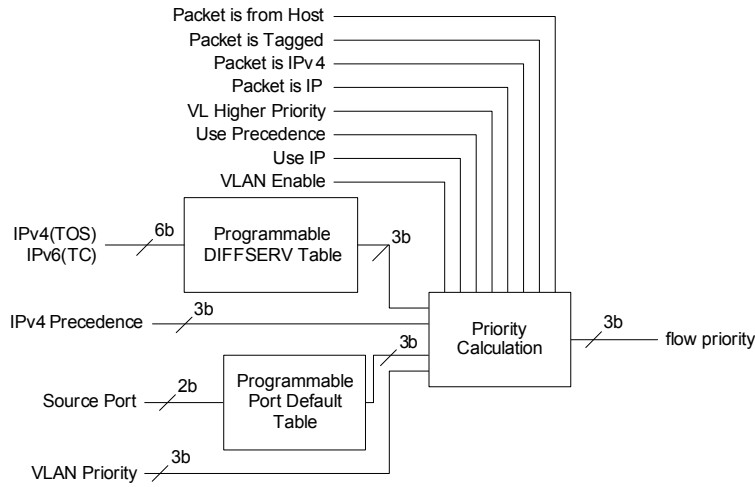 Packet is from Host
Packet is Tagged
Packet is IPv4
Packet is IP
VL Higher Priority
Use Precedence
Use IP
VLAN Enable
IPv4(TOS)
IPv6(TC)
6b
Programmable
DIFFSERV Table
3b
IPv4 Precedence
3b
Priority
Calculation
3b
flow priority
Source Port
2b
Programmable
Port Default
Table
3b
VLAN Priority
3b